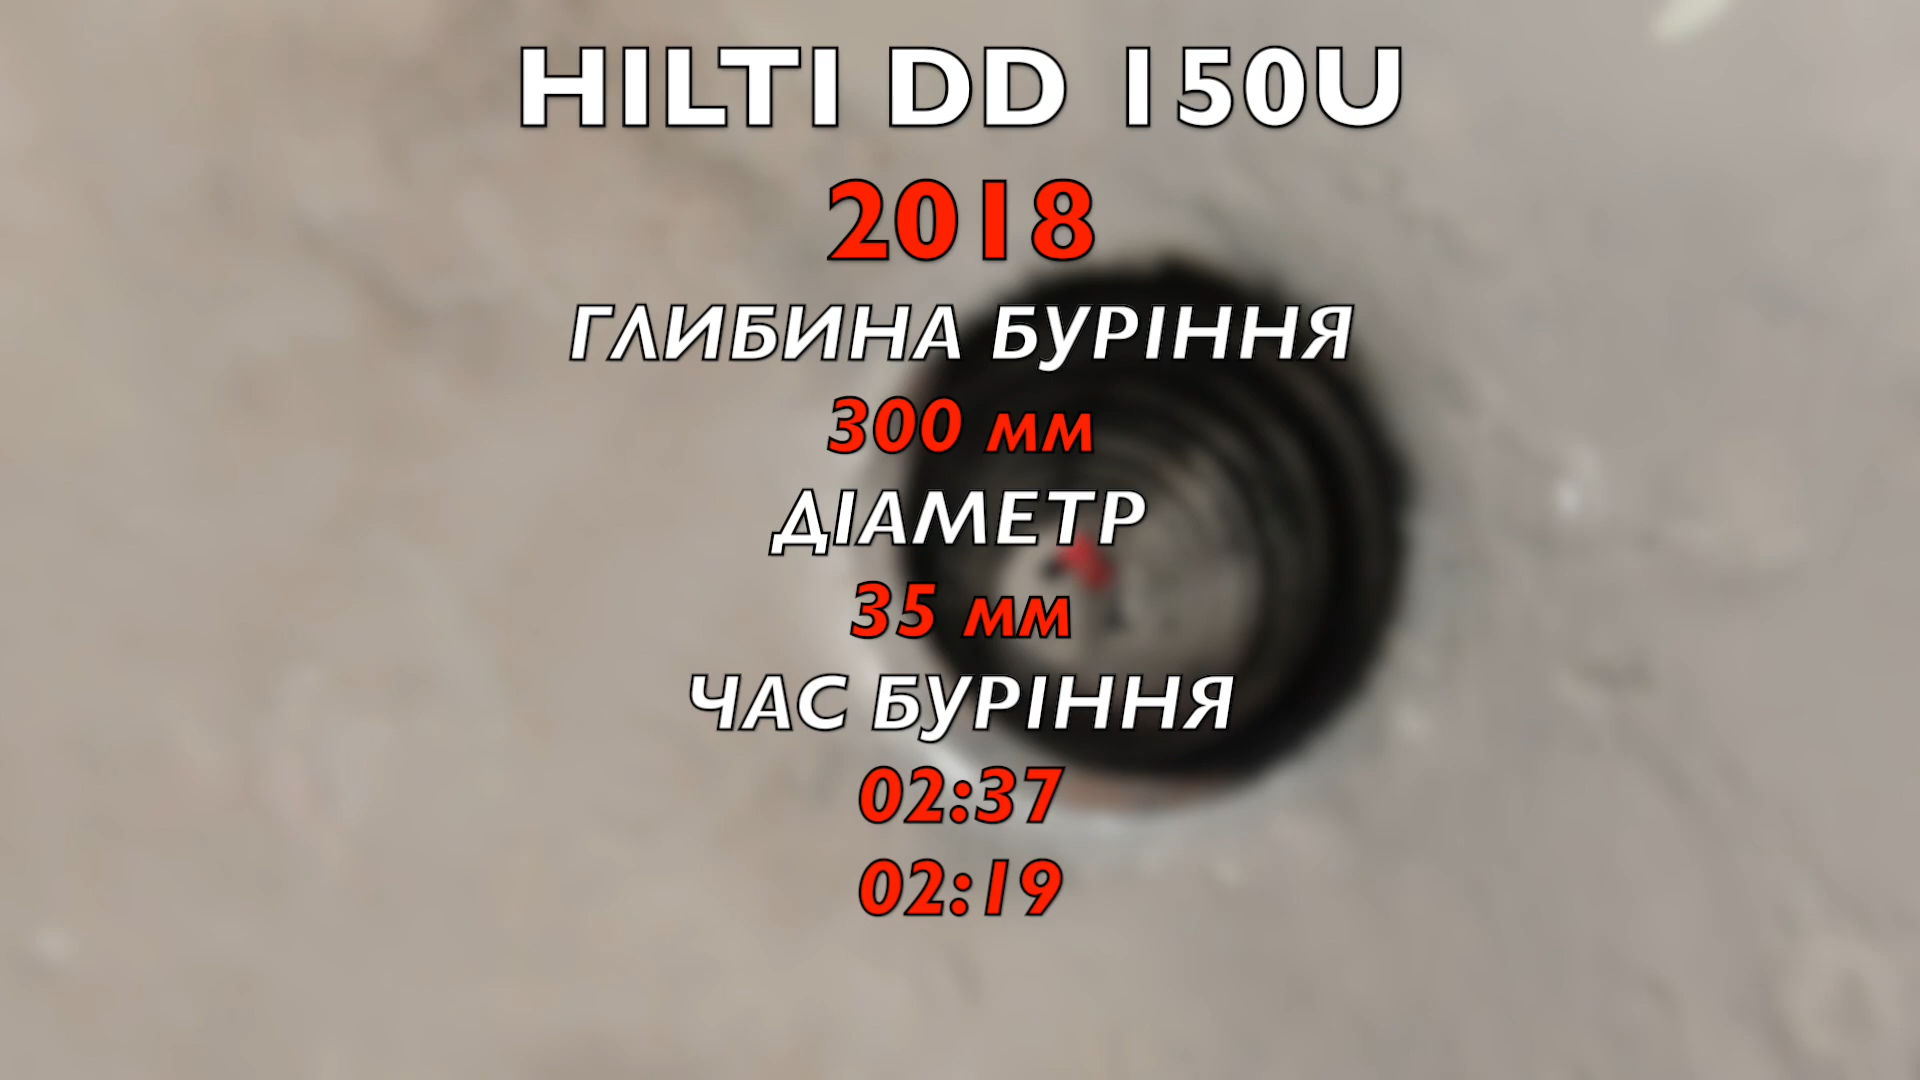 HILTI DD 150U
2018
ГЛИБИНА БУРІННЯ
300 мм
ДІАМЕТР
35 мм
ЧАС БУРІННЯ
02:37
02:19